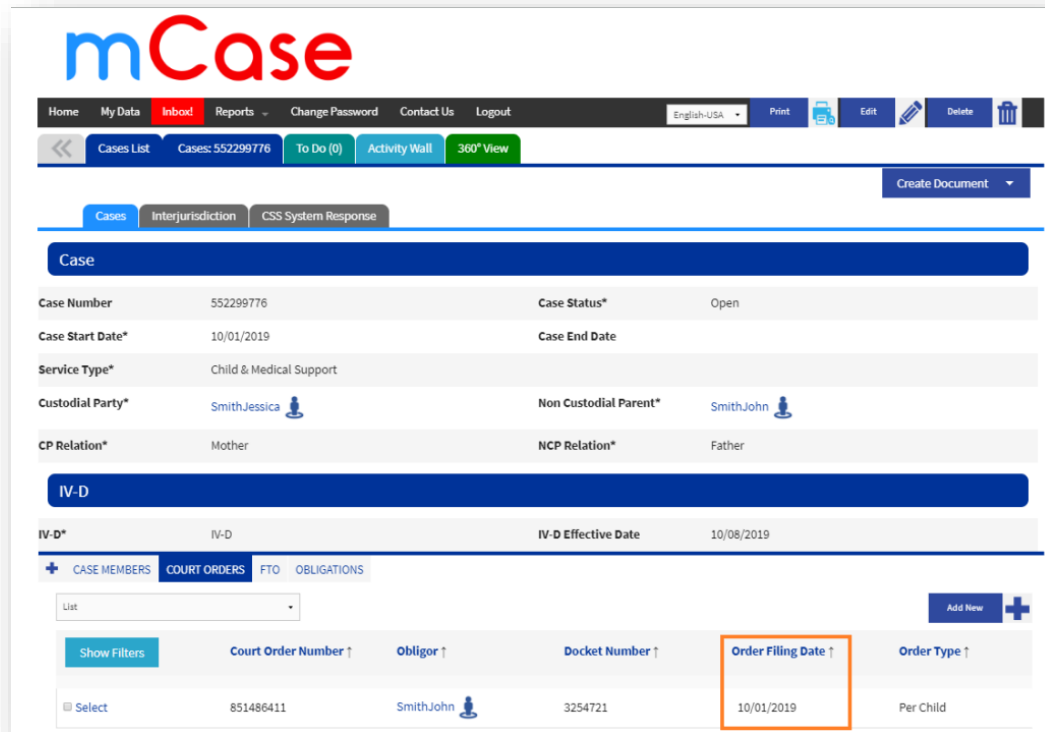 mCase
Home My Data Inbox! Reports Change Password Contact Us Logout English-USA Print Edit Delete
Cases List Cases: 552299776 To Do (0) Activity Wall 360° View
Create Document
Cases Interjurisdiction CSS System Response
Case
Case Number 552299776 Case Status* Open
Case Start Date* 10/01/2019 Case End Date
Service Type* Child & Medical Support
Custodial Party* SmithJessica Non Custodial Parent* SmithJohn
CP Relation* Mother NCP Relation* Father
IV-D
IV-D* IV-D IV-D Effective Date 10/08/2019
CASE MEMBERS COURT ORDERS FTO OBLIGATIONS
List Add New
Show Filters Court Order Number ↑ Obligor ↑ Docket Number ↑ Order Filing Date ↑ Order Type ↑
Select 851486411 SmithJohn 3254721 10/01/2019 Per Child